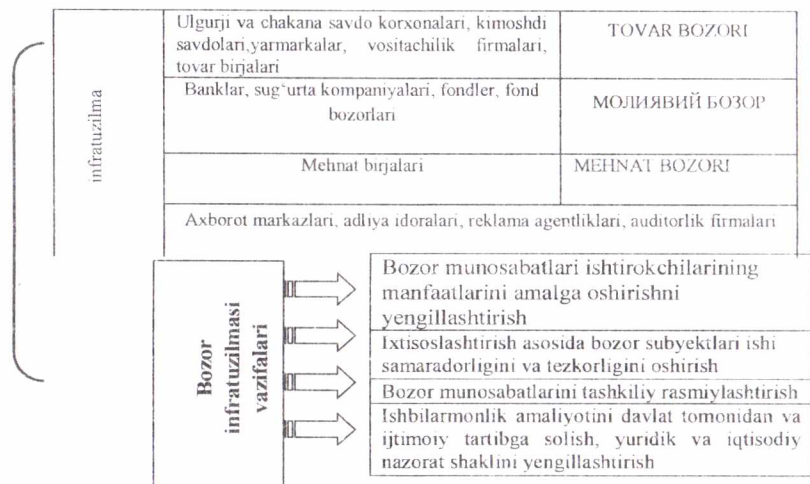 infratuzilma
Ulgurji va chakana savdo korxonalari, kimoshdi
savdolari,yarmarkalar, vositachilik firmalari,
tovar birjalari
TOVAR BOZORI
Banklar, sug‘urta kompaniyalari, fondler, fond
bozorlari
МОЛИЯВИЙ БОЗОР
Mehnat birjalari
MEHNAT BOZORI
Axborot markazlari, adliya idoralari, reklama agentliklari, auditorlik firmalari
Bozor
infratuzilmasi
vazifalari
Bozor munosabatlari ishtirokchilarining
manfaatlarini amalga oshirishni
yengillashtirish
Ixtisoslashtirish asosida bozor subyektlari ishi
samaradorligini va tezkorligini oshirish
Bozor munosabatlarini tashkiliy rasmiylashtirish
Ishbilarmonlik amaliyotini davlat tomonidan va
ijtimoiy tartibga solish, yuridik va iqtisodiy
nazorat shaklini yengillashtirish